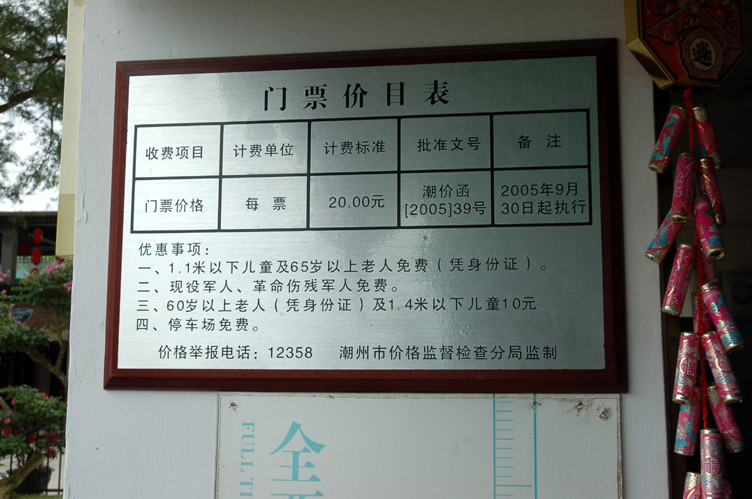 门票价目表
收费项目 计费单位 计费标准 批准文号 备注
门票价格 每票 20.00元 潮价函[2005]39号 2005年9月30日起执行
优惠事项：
一、1.1米以下儿童及65岁以上老人免费（凭身份证）。
二、现役军人、革命伤残军人免费。
三、60岁以上老人（凭身份证）及1.4米以下儿童10元
四、停车场免费。
价格举报电话：12358 潮州市价格监督检查分局监制
全
FULL TI